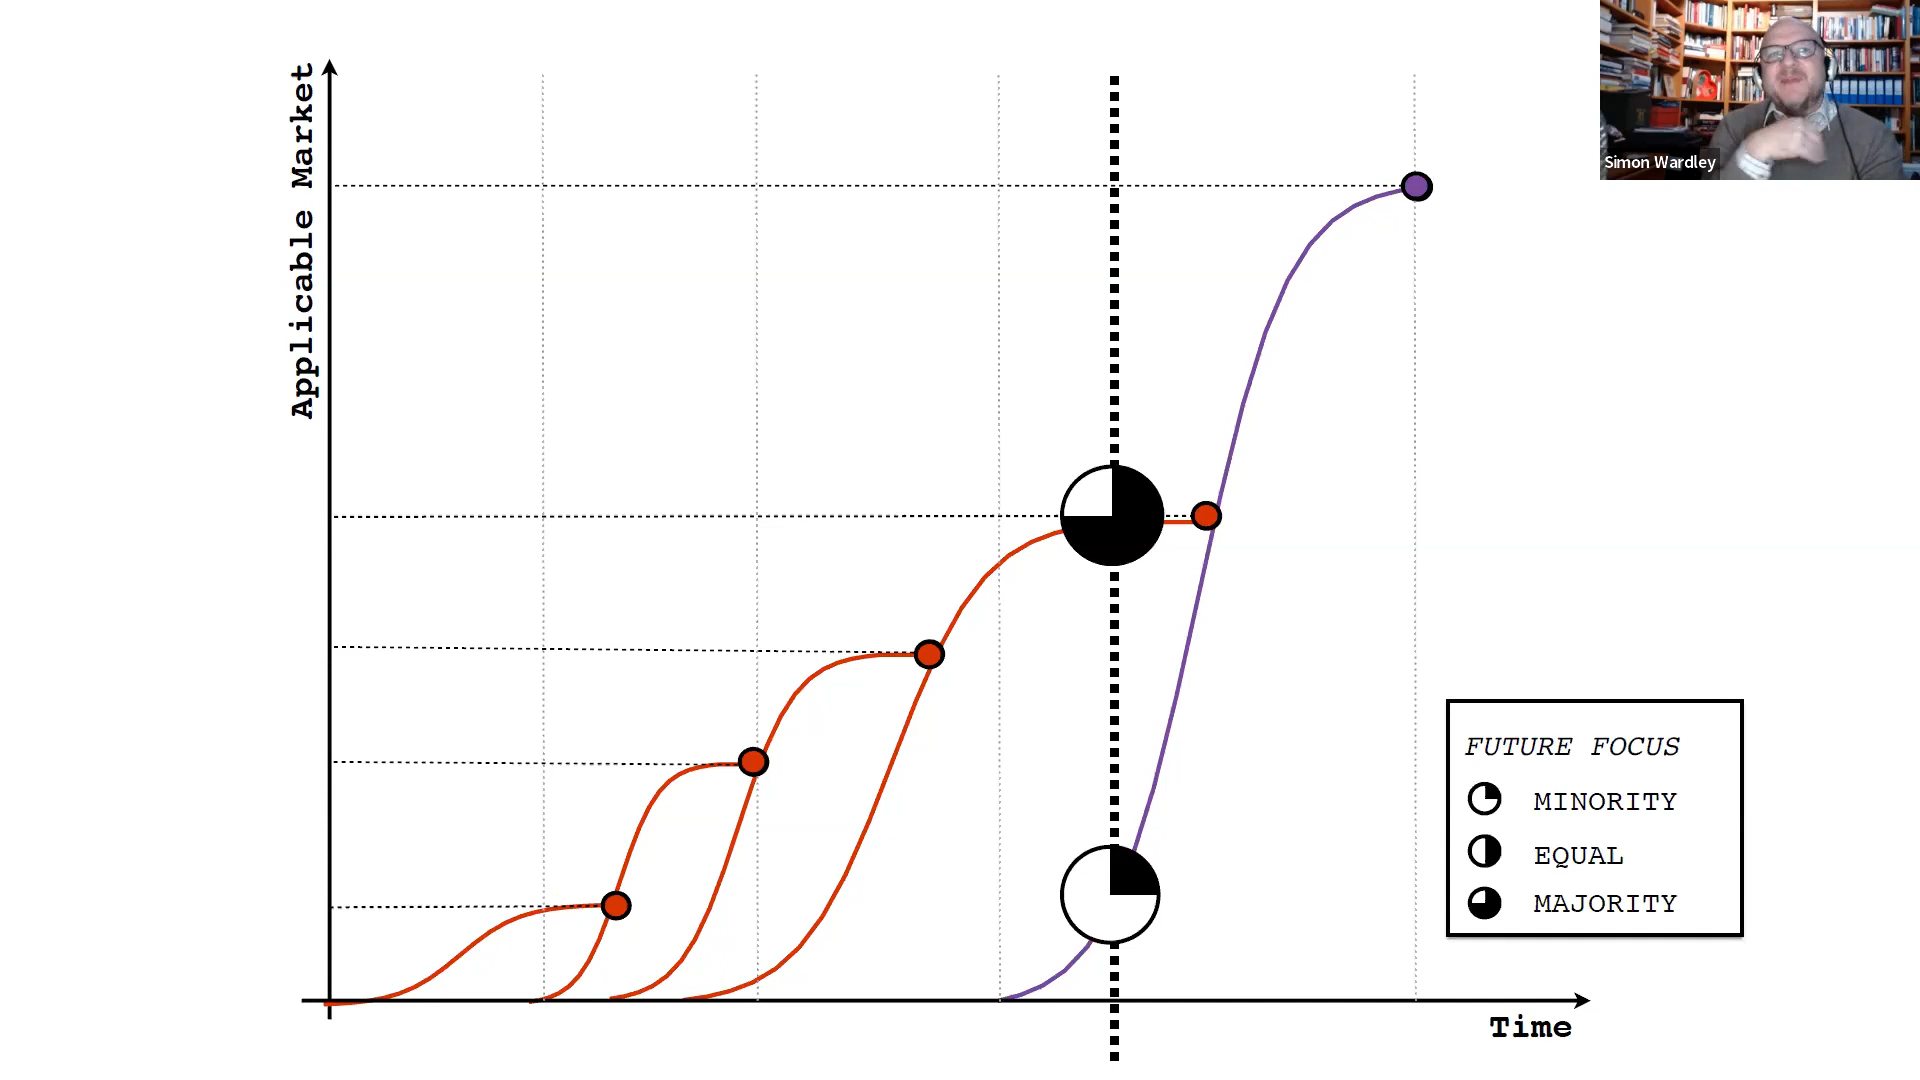 Applicable Market
Simon Wardley
FUTURE FOCUS
MINORITY
EQUAL
MAJORITY
Time